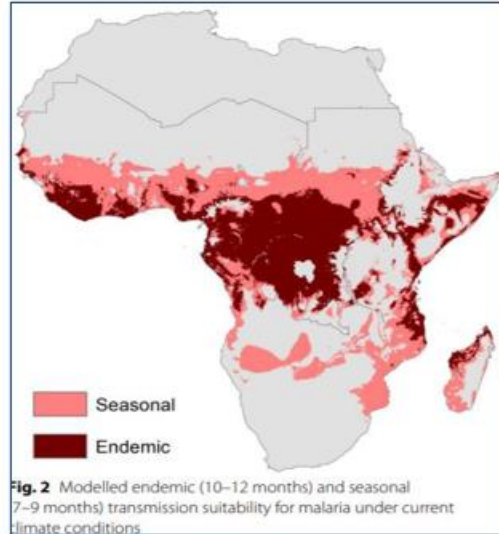 Seasonal
Endemic
Fig. 2 Modelled endemic (10–12 months) and seasonal
7–9 months) transmission suitability for malaria under current
climate conditions